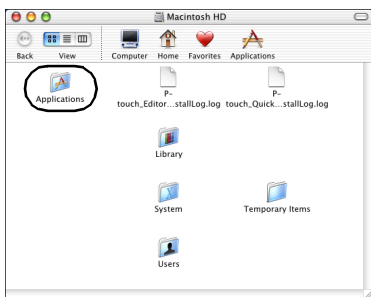 Macintosh HD
Back View Computer Home Favorites Applications
Applications
P-touch_Editor...stallLog.log
P-touch_Quick...stallLog.log
Library
System
Temporary Items
Users